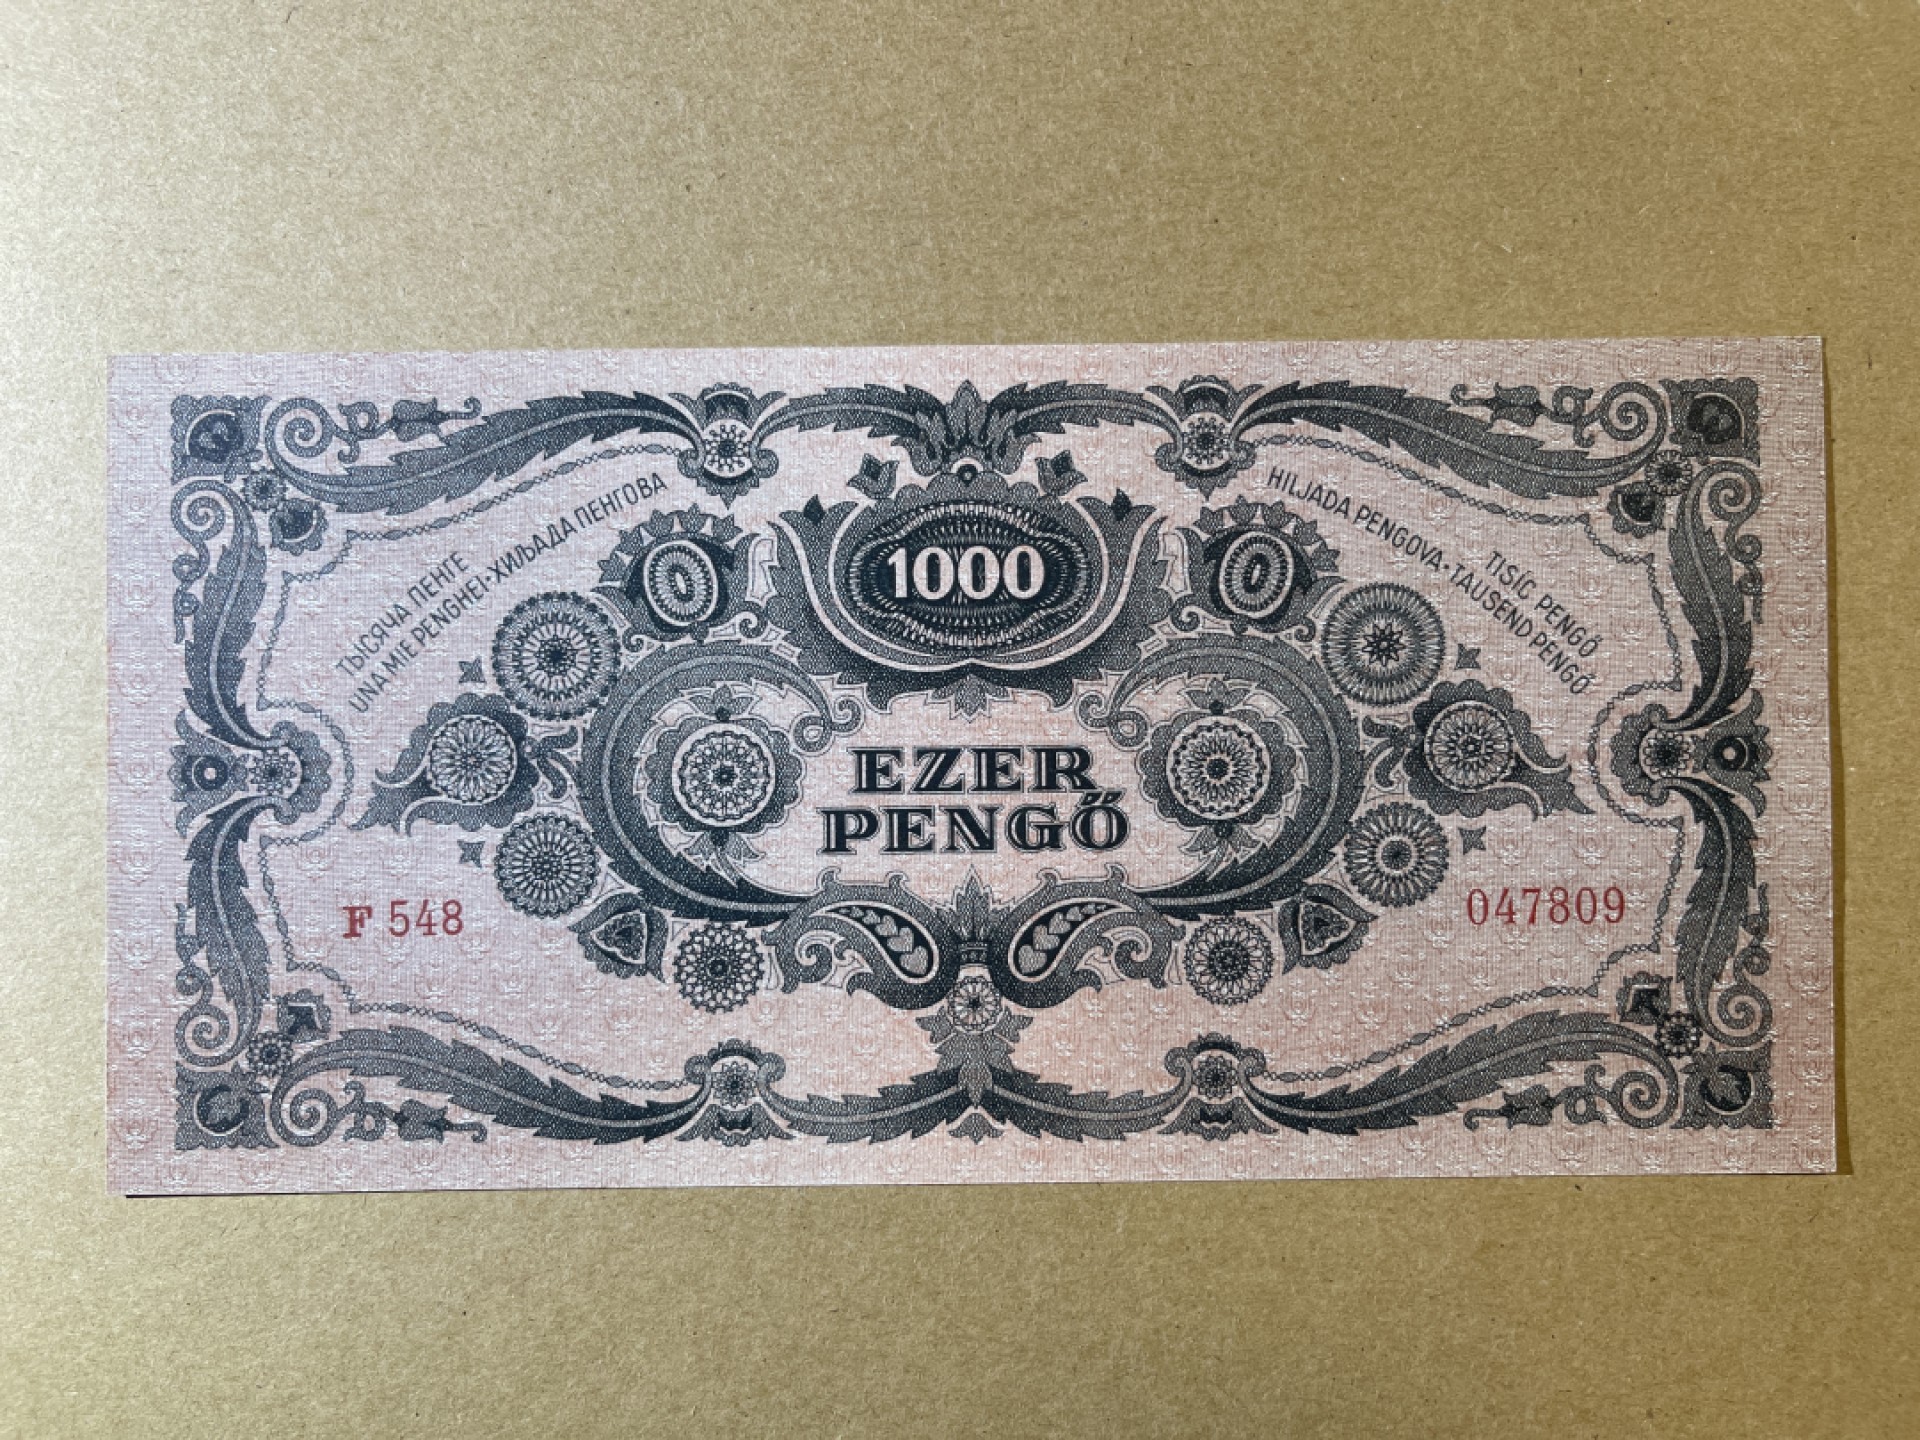 ТЫСЯЧА ПЕНГЕ
UNA MIE PENGHEI·ХИЉАДА ПЕНГОВА
1000
HILJADA PENGOVA·TAUSEND PENGŐ
TISÍC PENGŐ
EZER
PENGŐ
F 548
047809